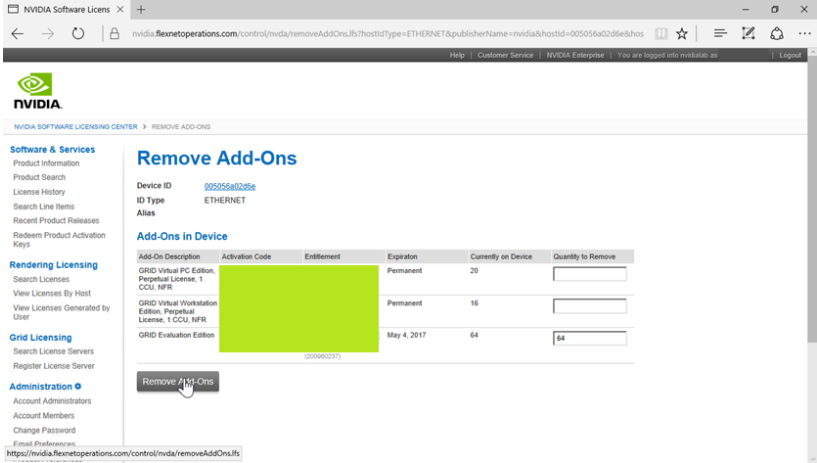 NVIDIA Software Licens
nvidia.flexnetoperations.com/control/nvda/removeAddOns.lfs?hostIdType=ETHERNET&publisherName=nvidia&hostId=005056a02d6e&hos
Help | Customer Service | NVIDIA Enterprise | You are logged into nvidialab av | Logout
NVIDIA.
NVIDIA SOFTWARE LICENSING CENTER > REMOVE ADD-ONS
Software & Services
Product Information
Product Search
License History
Search Line Items
Recent Product Releases
Redeem Product Activation
Keys
Rendering Licensing
Search Licenses
View Licenses By Host
View Licenses Generated by
User
Grid Licensing
Search License Servers
Register License Server
Administration
Account Administrators
Account Members
Change Password
Email Preferences
Remove Add-Ons
Device ID 005056a02d6e
ID Type ETHERNET
Alias
Add-Ons in Device
Add-On Description Activation Code Entitlement Expiraton Currently on Device Quantity to Remove
GRID Virtual PC Edition, Permanent 20
Perpetual License, 1
CCU, NFR
GRID Virtual Workstation Permanent 16
Edition, Perpetual
License, 1 CCU, NFR
GRID Evaluation Edition May 4, 2017 64 64
(200960237)
Remove Add-Ons
https://nvidia.flexnetoperations.com/control/nvda/removeAddOns.lfs